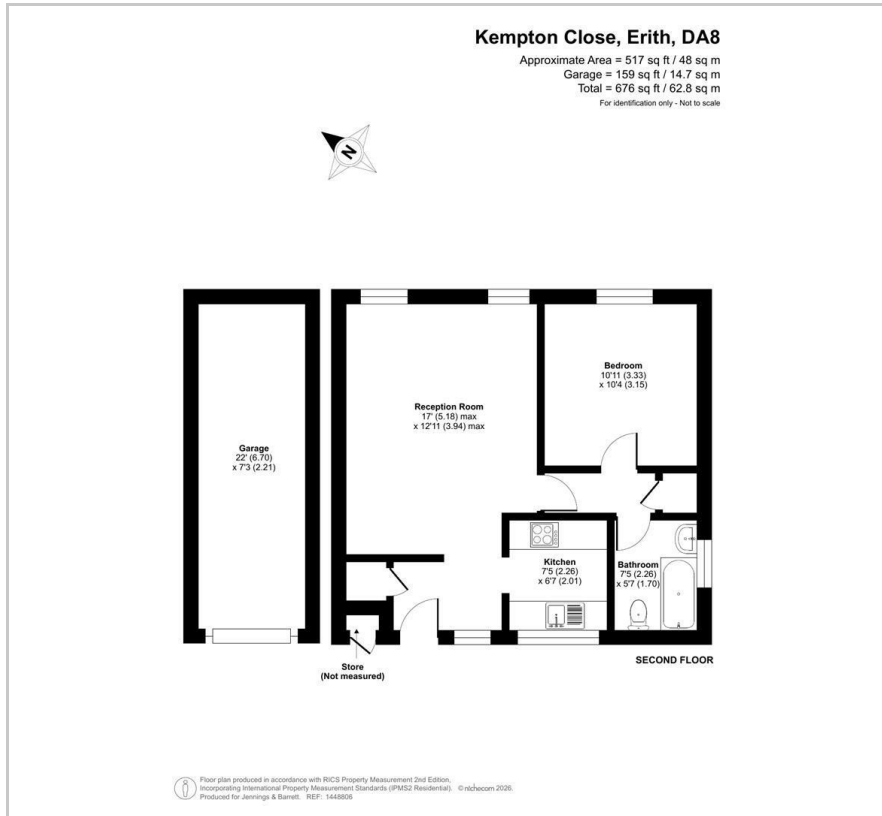 Kempton Close, Erith, DA8
Approximate Area = 517 sq ft / 48 sq m
Garage = 159 sq ft / 14.7 sq m
Total = 676 sq ft / 62.8 sq m
For identification only - Not to scale
N
Bedroom
10'11 (3.33)
x 10'4 (3.15)
Reception Room
17' (5.18) max
x 12'11 (3.94) max
Garage
22' (6.70)
x 7'3 (2.21)
Kitchen
7'5 (2.26)
x 6'7 (2.01)
Bathroom
7'5 (2.26)
x 5'7 (1.70)
Store
(Not measured)
SECOND FLOOR
Floor plan produced in accordance with RICS Property Measurement 2nd Edition,
Incorporating International Property Measurement Standards (IPMS2 Residential). © nichecom 2026.
Produced for Jennings & Barrett. REF: 1448806